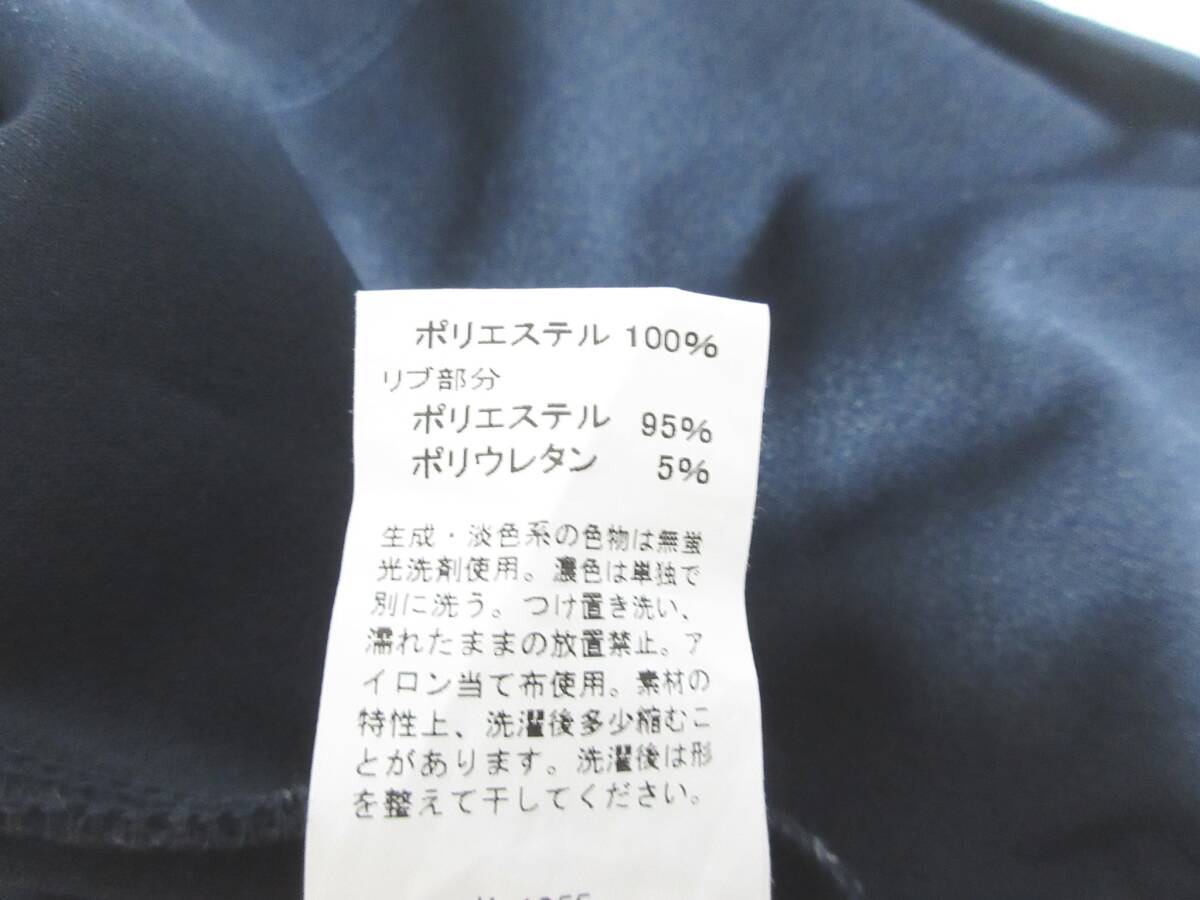 ポリエステル 100%
リブ部分
ポリエステル 95%
ポリウレタン 5%
生成・淡色系の色物は無蛍
光洗剤使用。濃色は単独で
別に洗う。つけ置き洗い、
濡れたままの放置禁止。ア
イロン当て布使用。素材の
特性上、洗濯後多少縮むこ
とがあります。洗濯後は形
を整えて干してください。